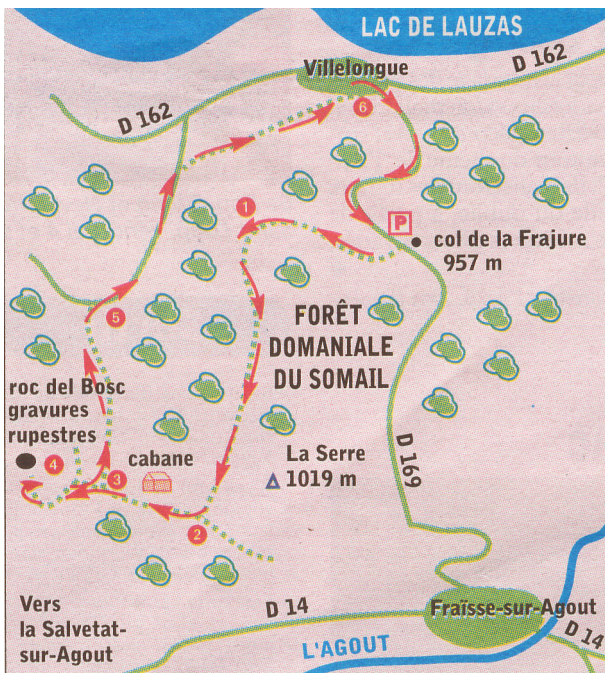 LAC DE LAUZAS
Villelongue
D 162
D 162
6
1
P
col de la Frajure
957 m
5
FORÊT
DOMANIALE
DU SOMAIL
roc del Bosc
gravures
rupestres
4
3
cabane
La Serre
1019 m
D 169
2
Vers
la Salvetat-
sur-Agout
D 14
Fraïsse-sur-Agout
D 14
L'AGOUT